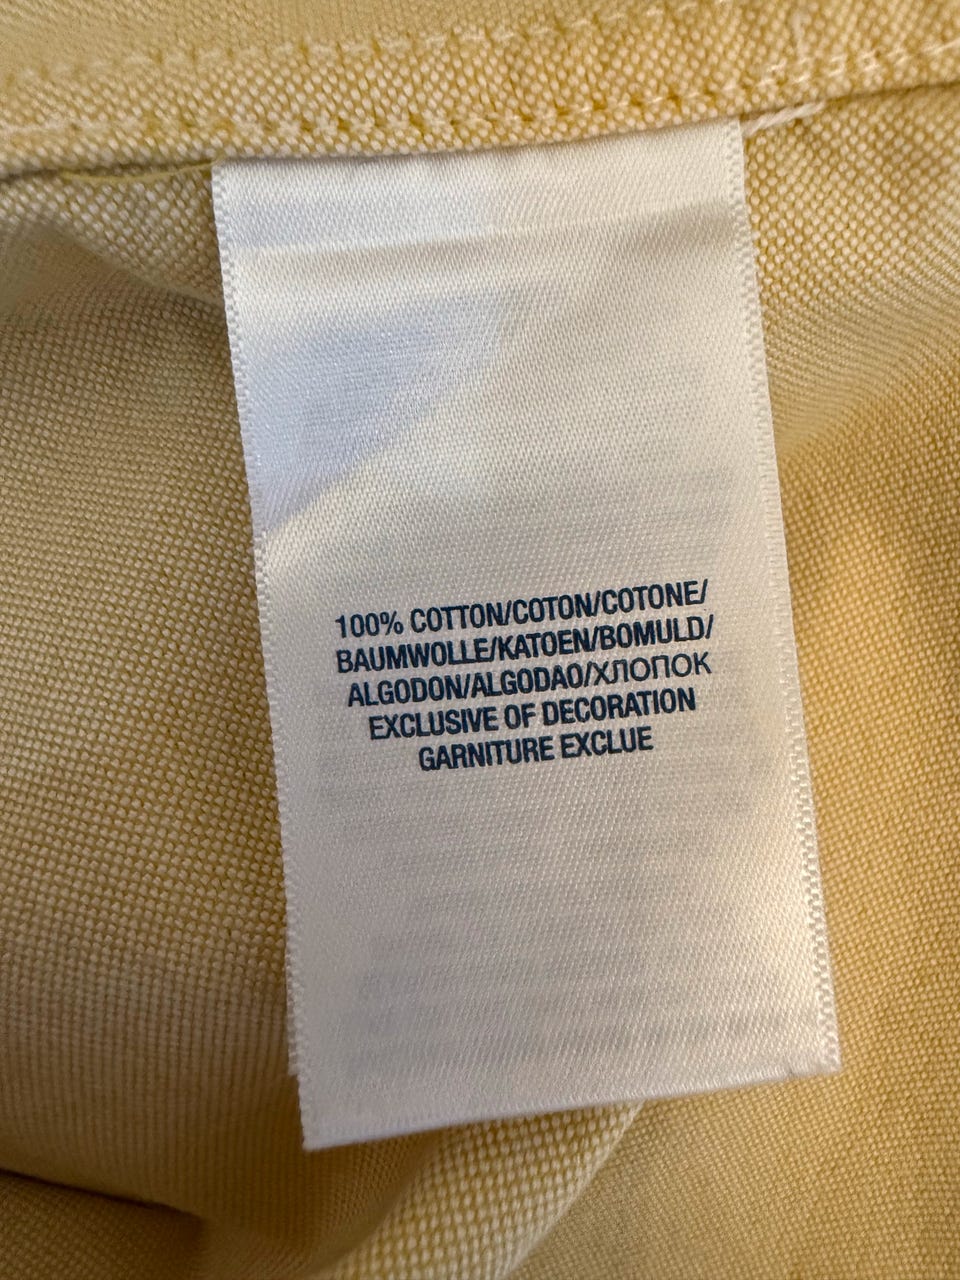 100% COTTON/COTON/COTONE/
BAUMWOLLE/KATOEN/BOMULD/
ALGODON/ALGODAO/ХЛОПОК
EXCLUSIVE OF DECORATION
GARNITURE EXCLUE